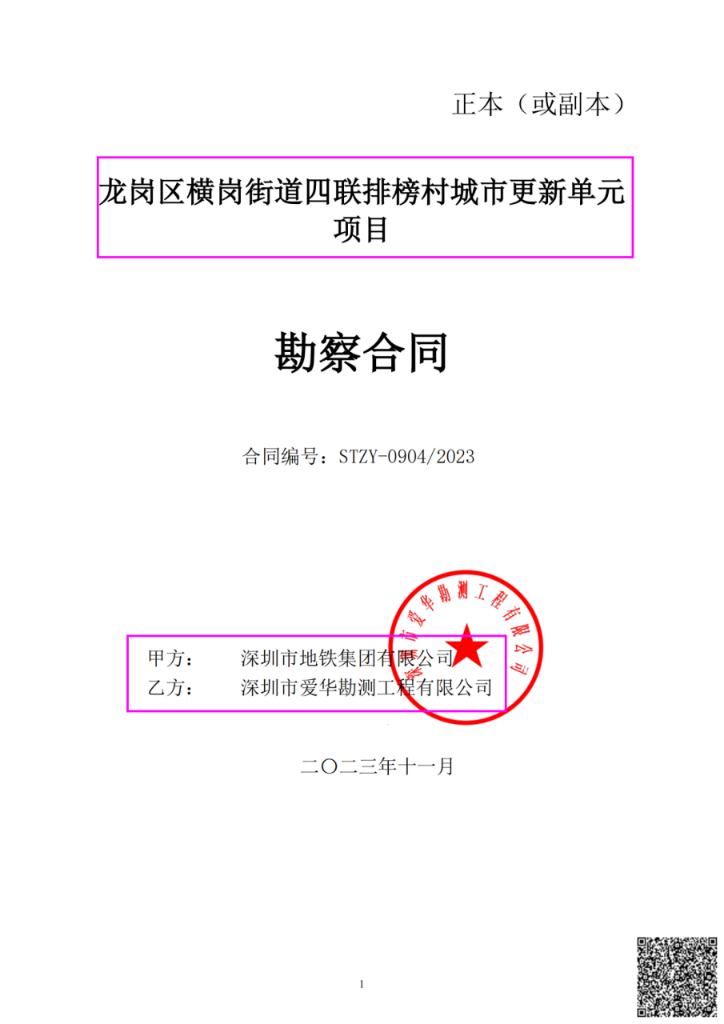 正本（或副本）
龙岗区横岗街道四联排榜村城市更新单元
项目
勘察合同
合同编号：STZY-0904/2023
深圳市爱华勘测工程有限公司
甲方： 深圳市地铁集团有限公司
乙方： 深圳市爱华勘测工程有限公司
二〇二三年十一月
1